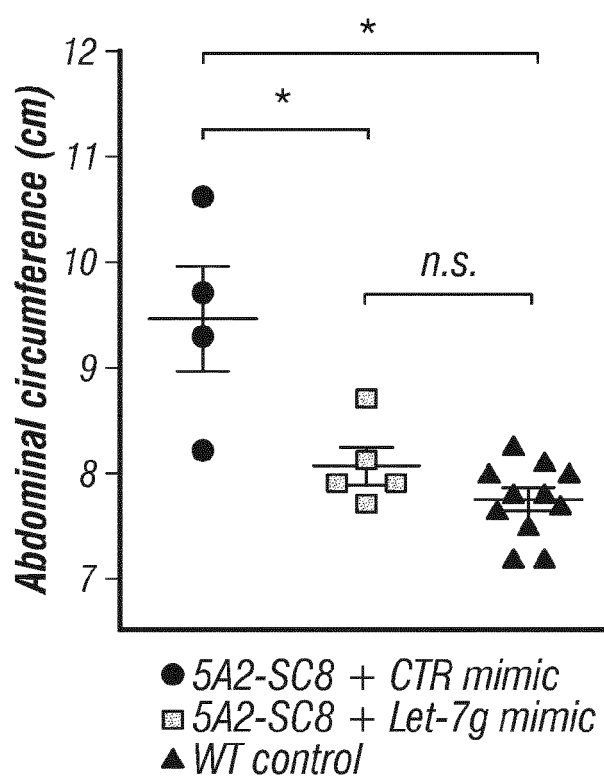 *
12
*
11
10
n.s.
9
8
7
Abdominal circumference (cm)
5A2-SC8 + CTR mimic
5A2-SC8 + Let-7g mimic
WT control